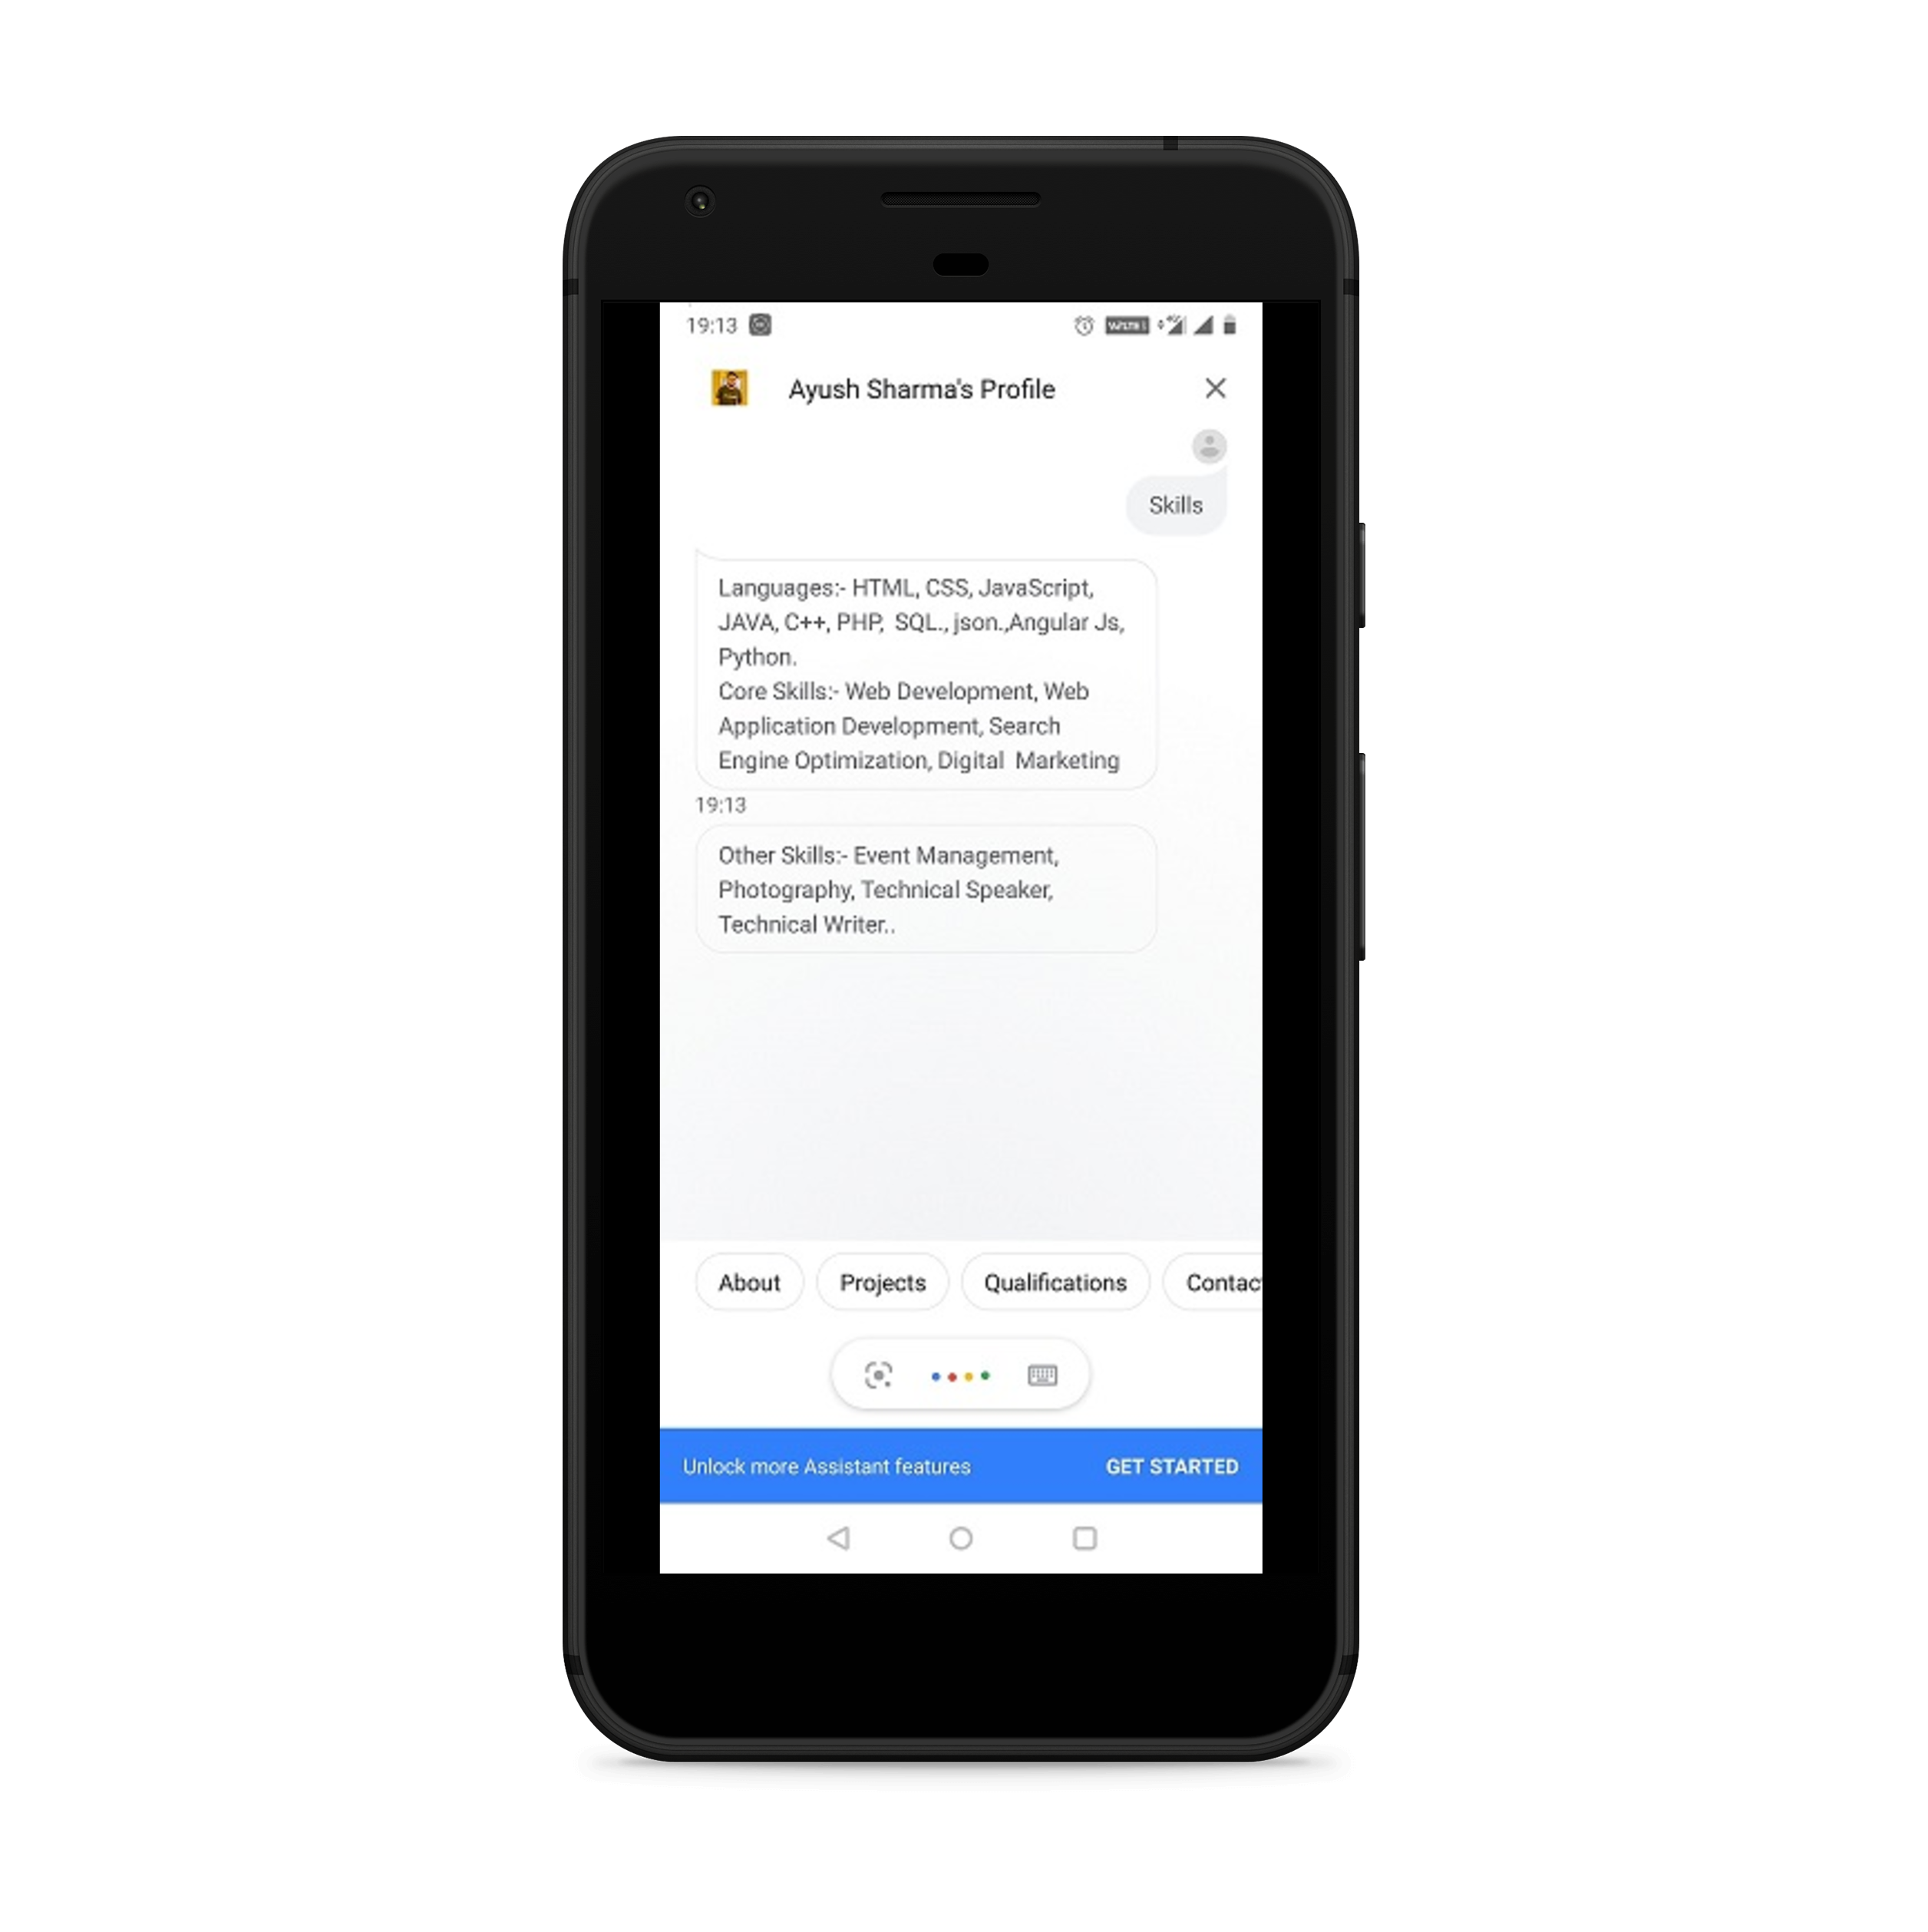 19:13
Ayush Sharma's Profile
Skills
Languages:- HTML, CSS, JavaScript,
JAVA, C++, PHP,  SQL., json.,Angular Js,
Python.
Core Skills:- Web Development, Web
Application Development, Search
Engine Optimization, Digital  Marketing
19:13
Other Skills:- Event Management,
Photography, Technical Speaker,
Technical Writer..
About Projects Qualifications Contac
Unlock more Assistant features GET STARTED